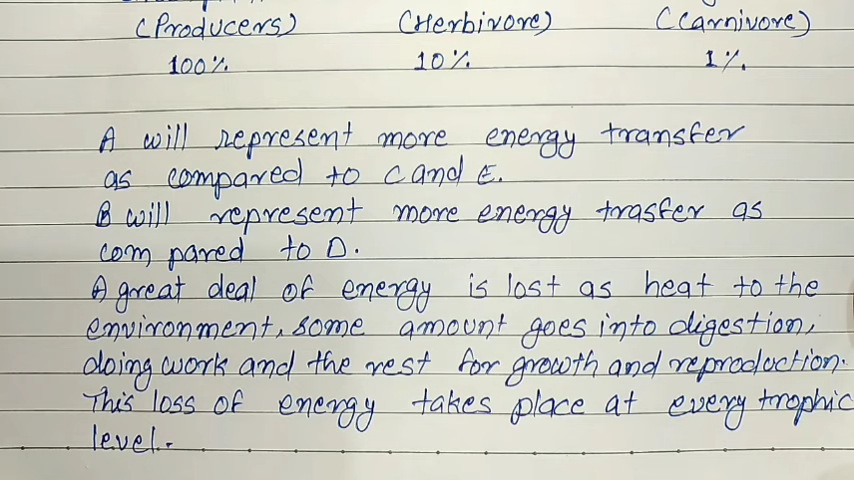 (Producers) (Herbivore) (Carnivore)
100% 10% 1%
A will represent more energy transfer
as compared to C and E.
B will represent more energy trasfer as
com pared to D.
A great deal of energy is lost as heat to the
environment, some amount goes into digestion,
doing work and the rest for growth and reproduction.
This loss of energy takes place at every trophic
level.